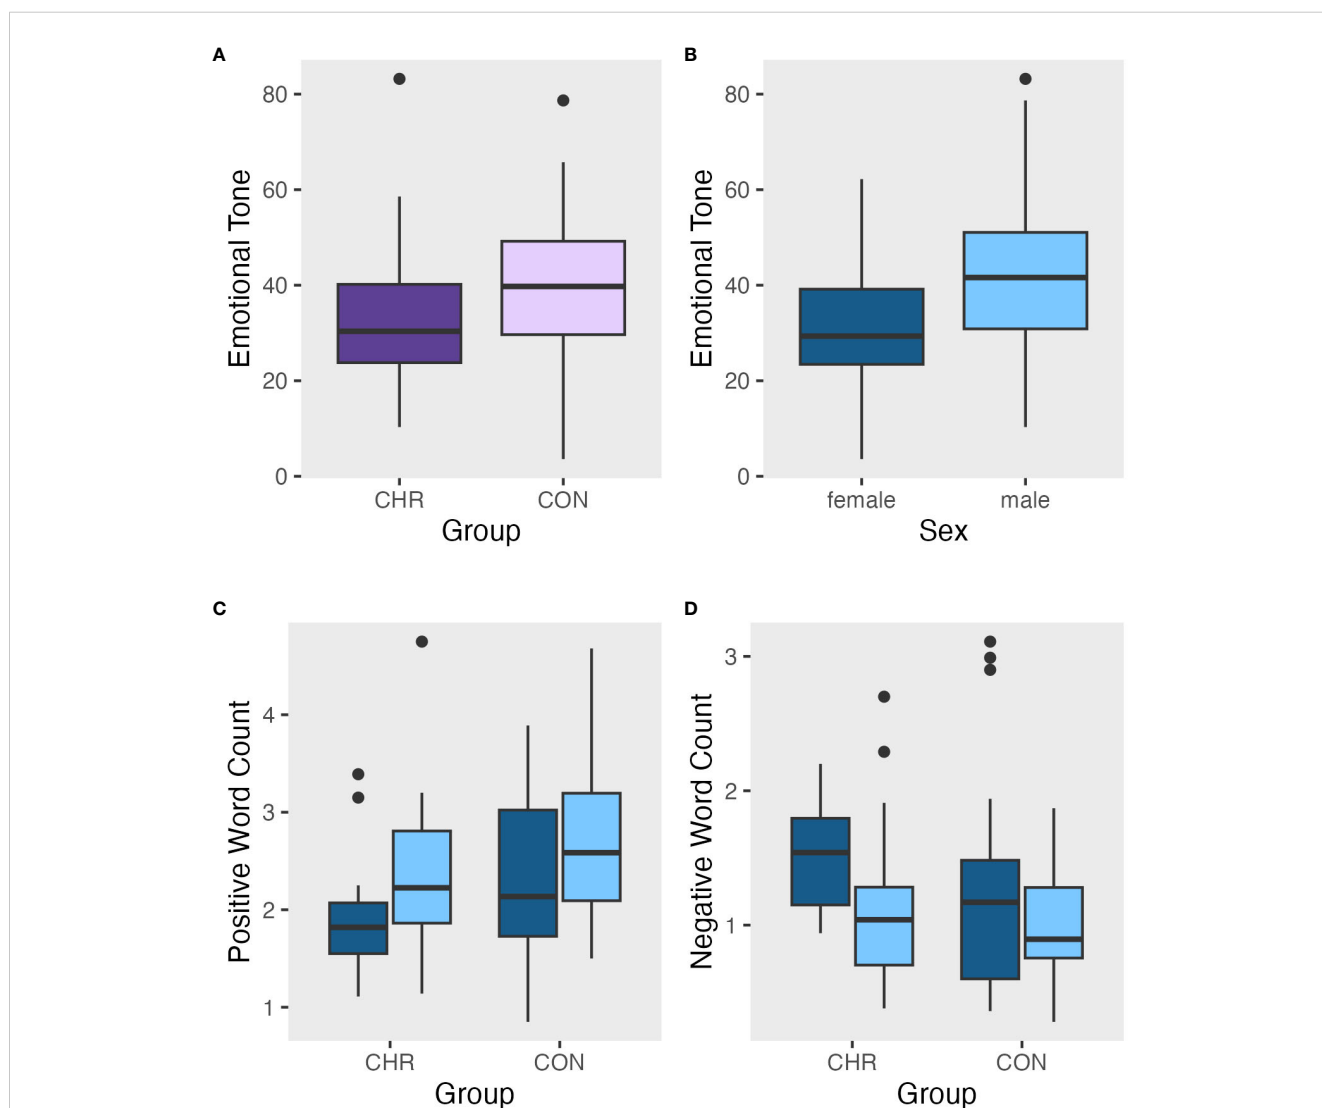 A
Emotional Tone
80
60
40
20
0
CHR CON
Group
B
Emotional Tone
80
60
40
20
0
female male
Sex
C
Positive Word Count
4
3
2
1
CHR CON
Group
D
Negative Word Count
3
2
1
CHR CON
Group